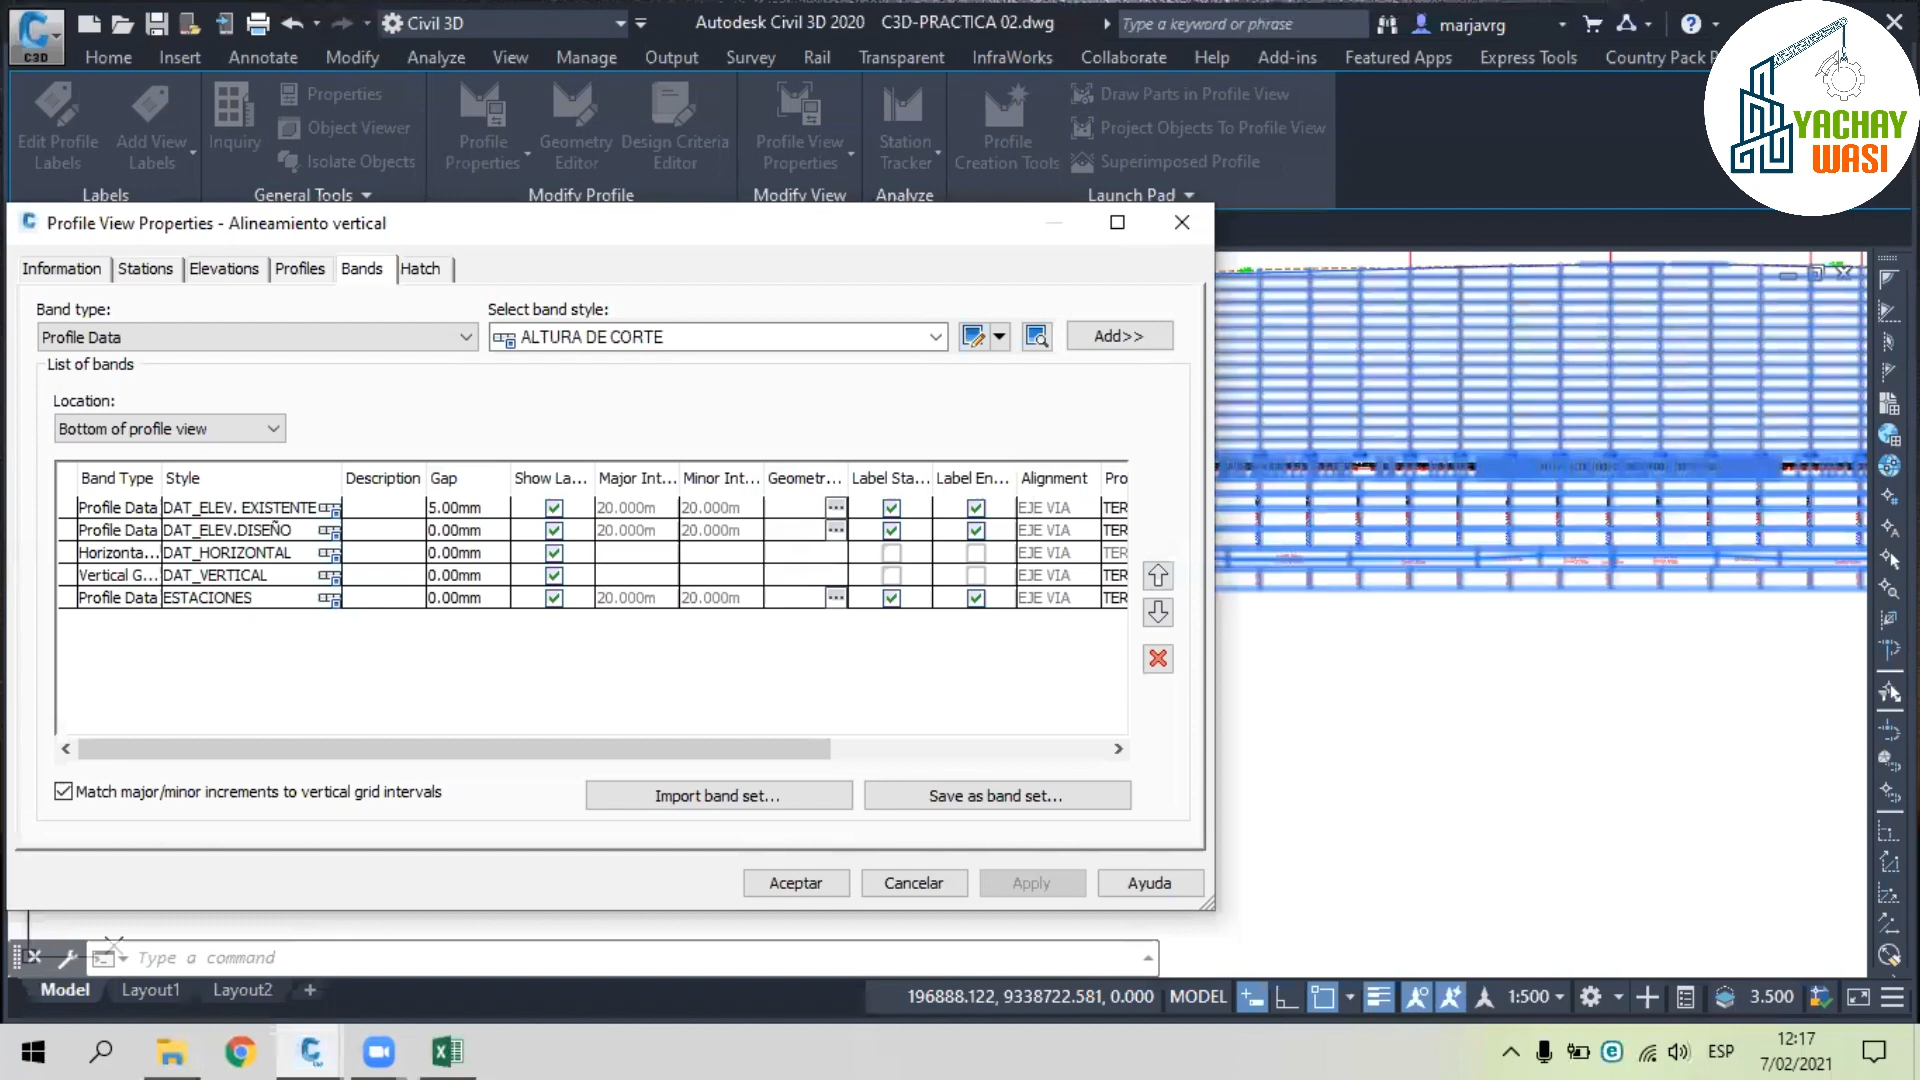 Civil 3D
Autodesk Civil 3D 2020 C3D-PRACTICA 02.dwg
Type a keyword or phrase
marjavrg
C3D
Home Insert Annotate Modify Analyze View Manage Output Survey Rail Transparent InfraWorks Collaborate Help Add-ins Featured Apps Express Tools Country Pack
YACHAY
WASI
Edit Profile Labels
Add View Labels
Inquiry
Properties
Object Viewer
Isolate Objects
Profile Properties
Geometry Editor
Design Criteria Editor
Profile View Properties
Station Tracker
Profile Creation Tools
Draw Parts in Profile View
Project Objects To Profile View
Superimposed Profile
Labels General Tools Modify Profile Modify View Analyze Launch Pad
Profile View Properties - Alineamiento vertical
Information Stations Elevations Profiles Bands Hatch
Band type: Select band style:
Profile Data ALTURA DE CORTE Add>>
List of bands
Location:
Bottom of profile view
Band Type Style Description Gap Show La... Major Int... Minor Int... Geometr... Label Sta... Label En... Alignment Pro
Profile Data DAT_ELEV. EXISTENTE 5.00mm 20.000m 20.000m ... EJE VIA TER
Profile Data DAT_ELEV.DISEÑO 0.00mm 20.000m 20.000m ... EJE VIA TER
Horizonta... DAT_HORIZONTAL 0.00mm EJE VIA TER
Vertical G... DAT_VERTICAL 0.00mm EJE VIA TER
Profile Data ESTACIONES 0.00mm 20.000m 20.000m ... EJE VIA TER
Match major/minor increments to vertical grid intervals
Import band set... Save as band set...
Aceptar Cancelar Apply Ayuda
Type a command
Model Layout1 Layout2 +
196888.122, 9338722.581, 0.000 MODEL 1:500 3.500
ESP
12:17
7/02/2021